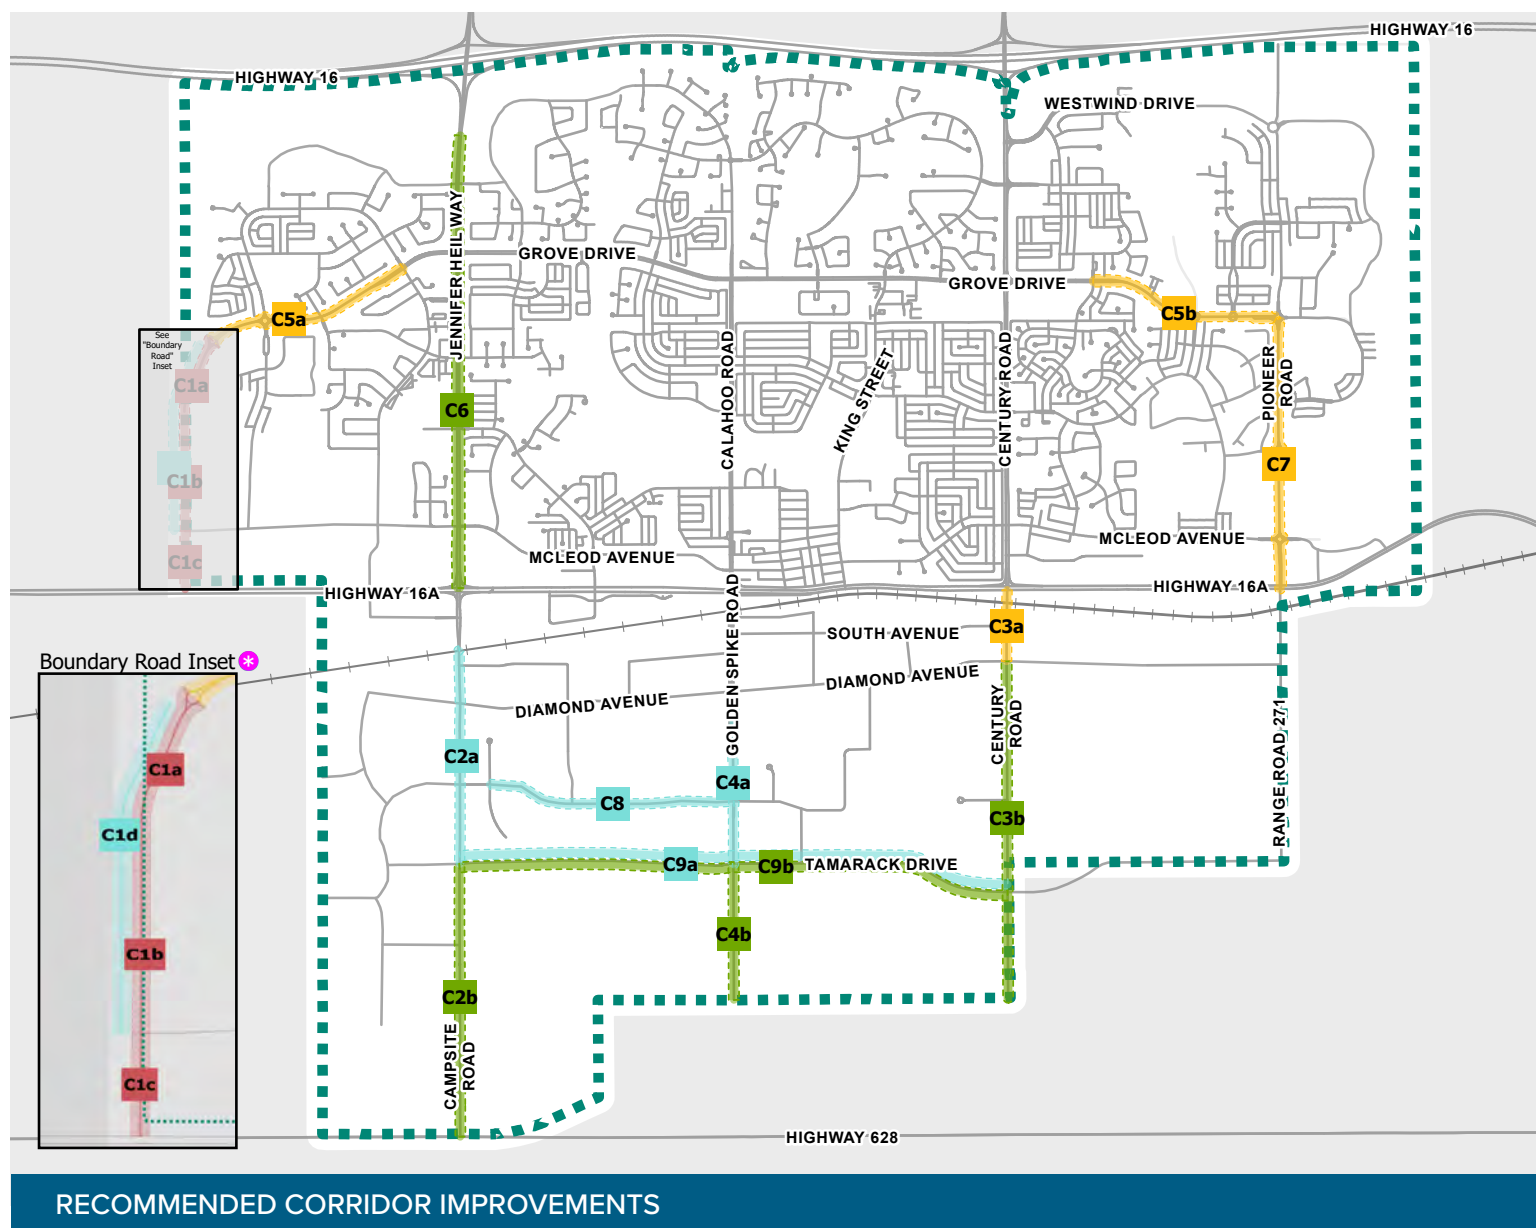 HIGHWAY 16
HIGHWAY 16
WESTWIND DRIVE
JENNIFER HEIL WAY
GROVE DRIVE
GROVE DRIVE
C5a
C5b
See
"Boundary
Road"
Inset
C1a
C1b
C1c
C6
CALAHOO ROAD
KING STREET
CENTURY ROAD
PIONEER
ROAD
C7
MCLEOD AVENUE
MCLEOD AVENUE
HIGHWAY 16A
HIGHWAY 16A
GOLDEN SPIKE ROAD
SOUTH AVENUE
C3a
DIAMOND AVENUE
DIAMOND AVENUE
CENTURY
ROAD
RANGE ROAD 271
Boundary Road Inset *
C1a
C1d
C1b
C1c
C2a
C4a
C8
C3b
C9a
C9b
TAMARACK DRIVE
C4b
C2b
CAMPSITE
ROAD
HIGHWAY 628
RECOMMENDED CORRIDOR IMPROVEMENTS